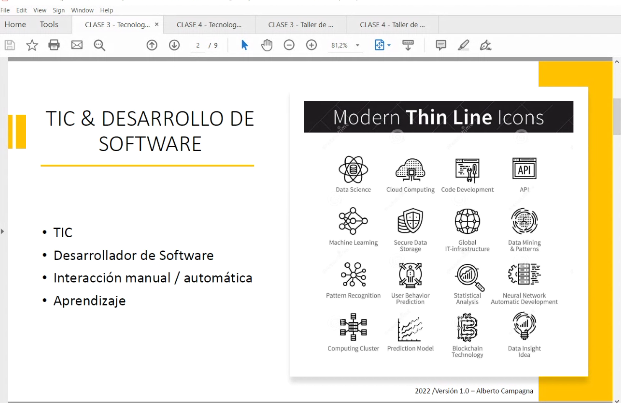 File Edit View Sign Window Help
Home Tools CLASE 3 - Tecnolog... × CLASE 4 - Tecnolog... CLASE 3 - Taller de ... CLASE 4 - Taller de ...
2 / 9 81,2%
TIC & DESARROLLO DE
SOFTWARE
• TIC
• Desarrollador de Software
• Interacción manual / automática
• Aprendizaje
Modern Thin Line Icons
Data Science Cloud Computing Code Development API
API
Machine Learning Secure Data Storage Global IT-infrastructure Data Mining & Patterns
Pattern Recognition User Behavior Prediction Statistical Analysis Neural Network Automatic Development
Computing Cluster Prediction Model Blockchain Technology Data Insight Idea
2022 /Versión 1.0 – Alberto Campagna